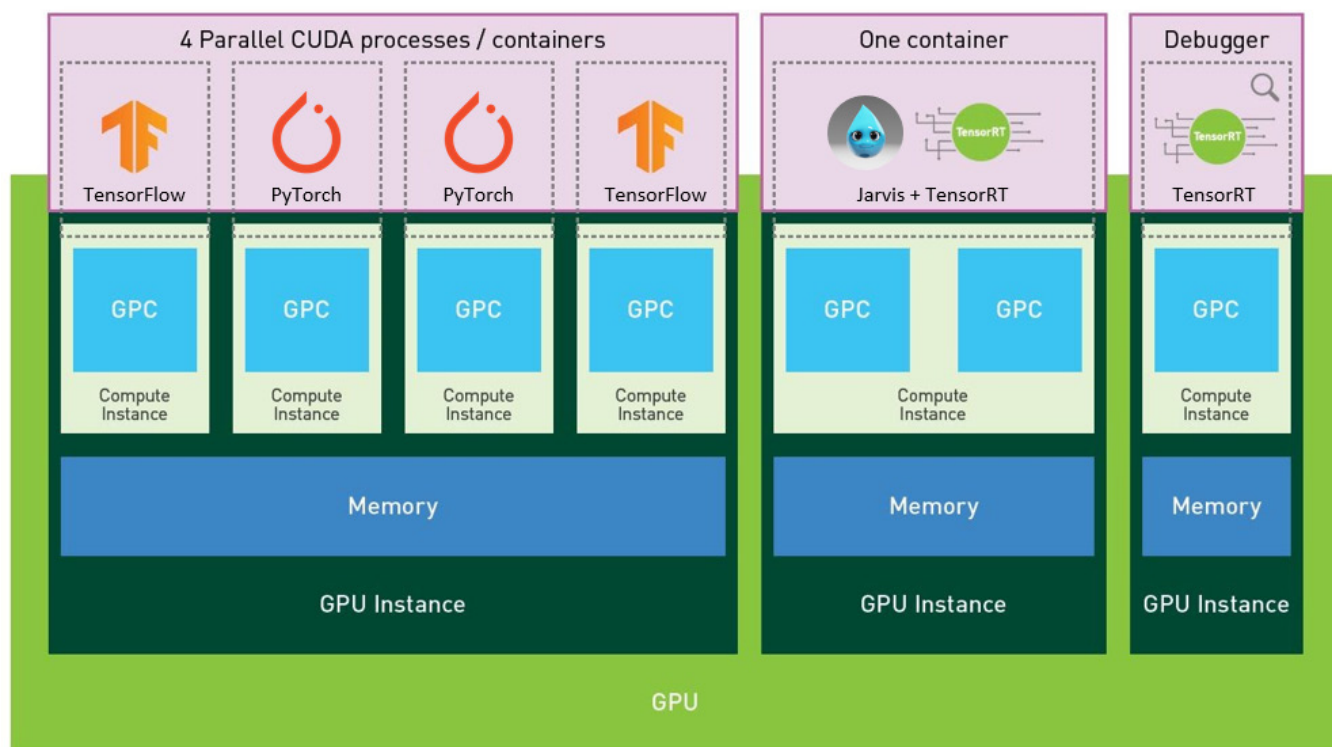 4 Parallel CUDA processes / containers
One container
Debugger
TensorRT
TensorRT
TensorFlow
PyTorch
PyTorch
TensorFlow
Jarvis + TensorRT
TensorRT
GPC
GPC
GPC
GPC
GPC
GPC
GPC
Compute
Instance
Compute
Instance
Compute
Instance
Compute
Instance
Compute
Instance
Compute
Instance
Memory
Memory
Memory
GPU Instance
GPU Instance
GPU Instance
GPU